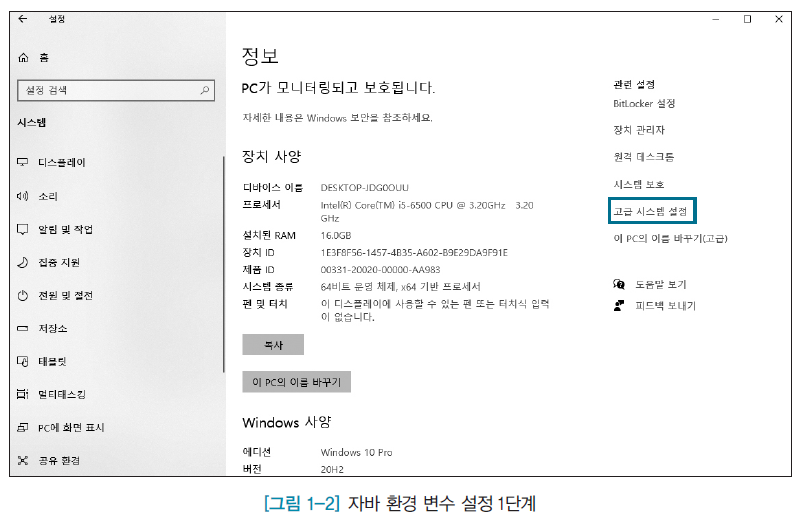 설정
홈
설정 검색
시스템
디스플레이
소리
알림 및 작업
집중 지원
전원 및 절전
저장소
태블릿
멀티태스킹
PC에 화면 표시
공유 환경
정보
PC가 모니터링되고 보호됩니다.
자세한 내용은 Windows 보안을 참조하세요.
장치 사양
디바이스 이름 DESKTOP-JDG0OUU
프로세서 Intel(R) Core(TM) i5-6500 CPU @ 3.20GHz 3.20
GHz
설치된 RAM 16.0GB
장치 ID 1E3F8F56-1457-4B35-A602-B9E29DA9F91E
제품 ID 00331-20020-00000-AA983
시스템 종류 64비트 운영 체제, x64 기반 프로세서
펜 및 터치 이 디스플레이에 사용할 수 있는 펜 또는 터치식 입력
이 없습니다.
복사
이 PC의 이름 바꾸기
Windows 사양
에디션 Windows 10 Pro
버전 20H2
관련 설정
BitLocker 설정
장치 관리자
원격 데스크톱
시스템 보호
고급 시스템 설정
이 PC의 이름 바꾸기(고급)
도움말 보기
피드백 보내기
[그림 1-2] 자바 환경 변수 설정 1단계